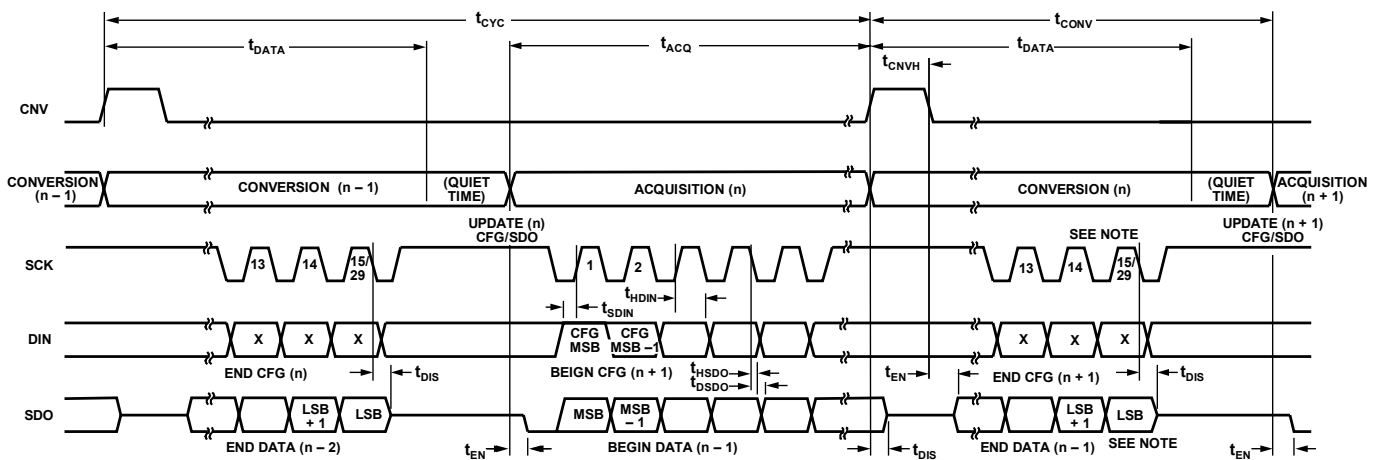 tCYC
tCONV
tDATA
tACQ
tDATA
tCNVH
CNV
CONVERSION (n – 1)
CONVERSION (n – 1)
(QUIET TIME)
ACQUISITION (n)
CONVERSION (n)
(QUIET TIME)
ACQUISITION (n + 1)
UPDATE (n) CFG/SDO
SEE NOTE
UPDATE (n + 1) CFG/SDO
SCK
13
14
15/29
1
2
13
14
15/29
tHDIN
tSDIN
DIN
X
X
X
CFG MSB
CFG MSB –1
X
X
X
END CFG (n)
tDIS
BEIGN CFG (n + 1)
tHSDO
tDSDO
tEN
END CFG (n + 1)
tDIS
SDO
LSB + 1
LSB
MSB
MSB – 1
LSB + 1
LSB
END DATA (n – 2)
tEN
BEGIN DATA (n – 1)
tDIS
END DATA (n – 1)
SEE NOTE
tEN